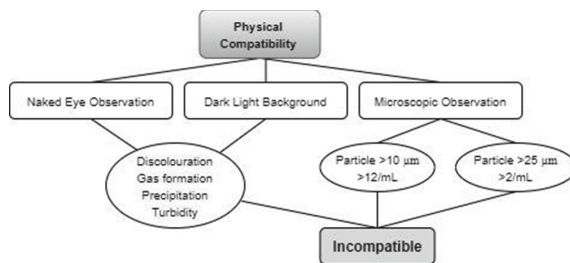 Physical
Compatibility
Naked Eye Observation
Dark Light Background
Microscopic Observation
Discolouration
Gas formation
Precipitation
Turbidity
Particle >10 µm
>12/mL
Particle >25 µm
>2/mL
Incompatible